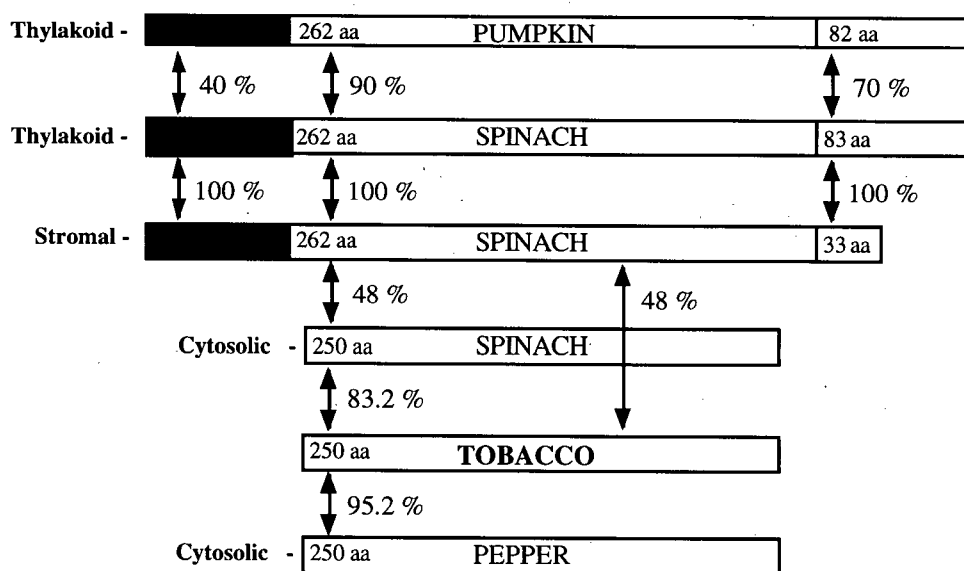 Thylakoid - 262 aa PUMPKIN 82 aa
40 % 90 % 70 %
Thylakoid - 262 aa SPINACH 83 aa
100 % 100 % 100 %
Stromal - 262 aa SPINACH 33 aa
48 % 48 %
Cytosolic - 250 aa SPINACH
83.2 %
250 aa TOBACCO
95.2 %
Cytosolic - 250 aa PEPPER